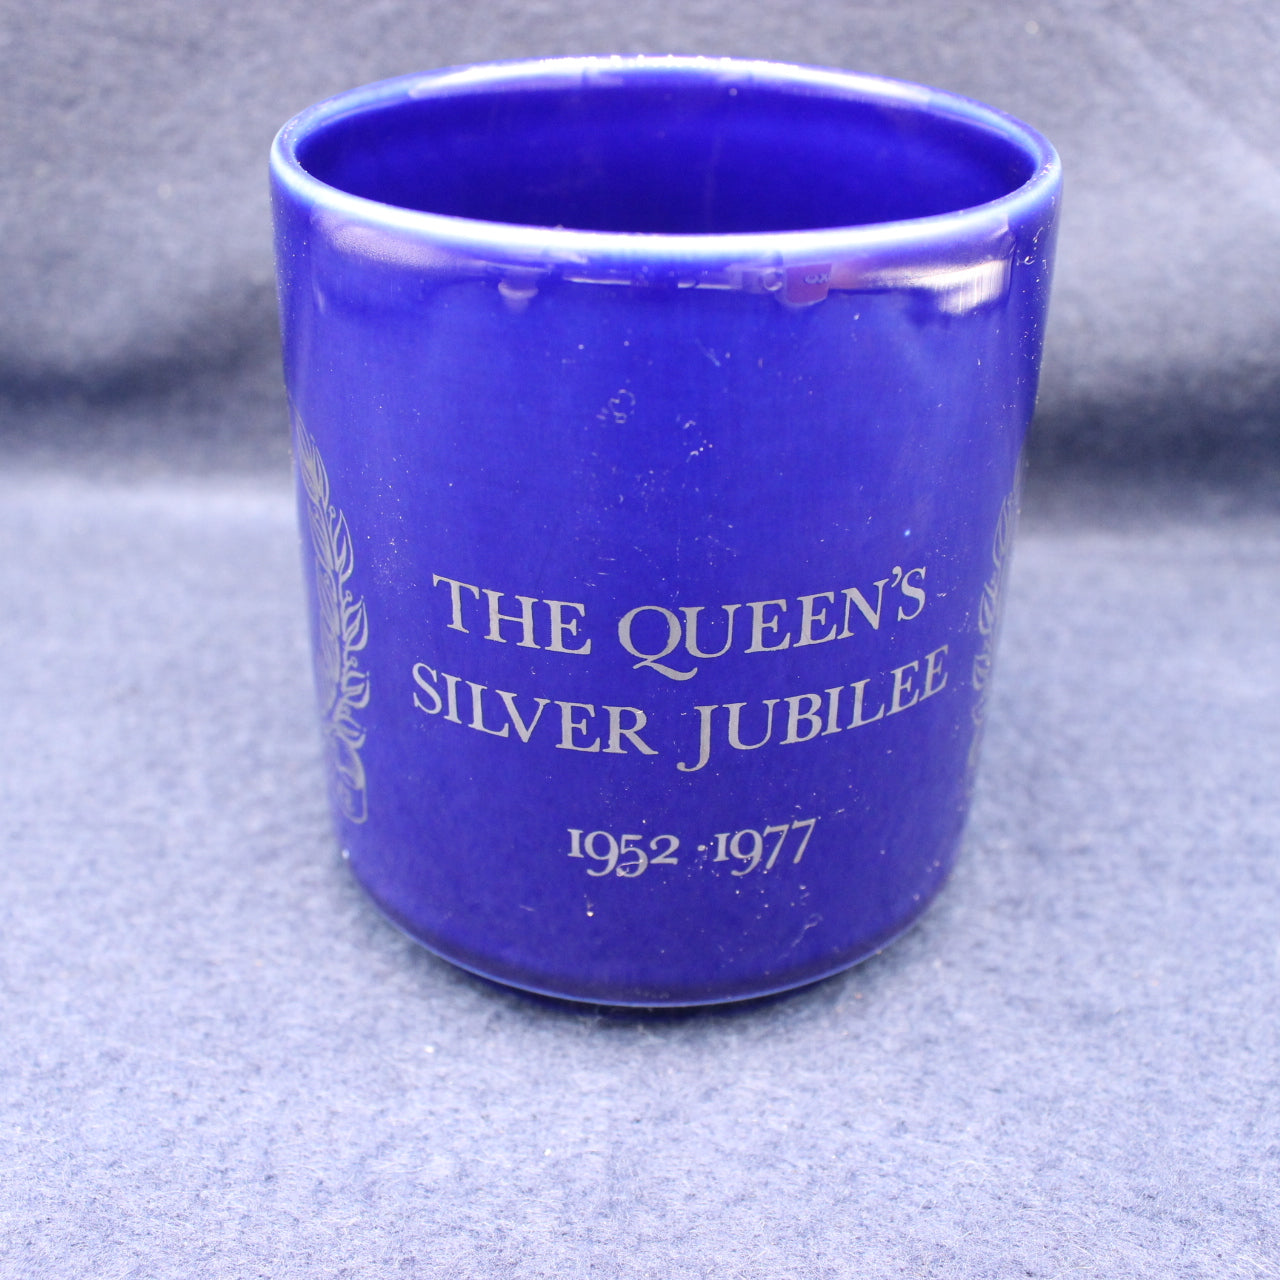 THE QUEEN'S
SILVER JUBILEE
1952 · 1977